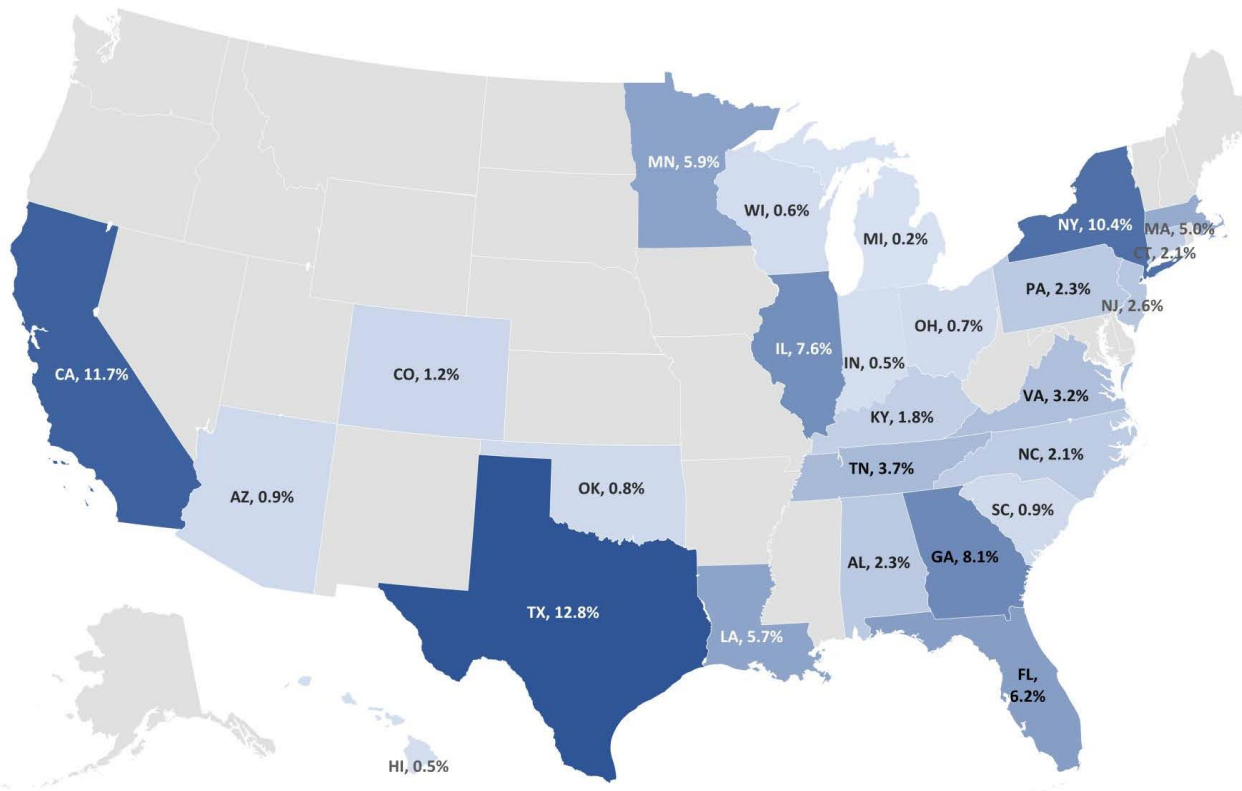 MN, 5.9%
WI, 0.6%
MI, 0.2%
NY, 10.4%
MA, 5.0%
CT, 2.1%
PA, 2.3%
NJ, 2.6%
OH, 0.7%
IL, 7.6%
IN, 0.5%
CA, 11.7%
CO, 1.2%
VA, 3.2%
KY, 1.8%
NC, 2.1%
TN, 3.7%
AZ, 0.9%
OK, 0.8%
SC, 0.9%
AL, 2.3%
GA, 8.1%
TX, 12.8%
LA, 5.7%
FL,
6.2%
HI, 0.5%